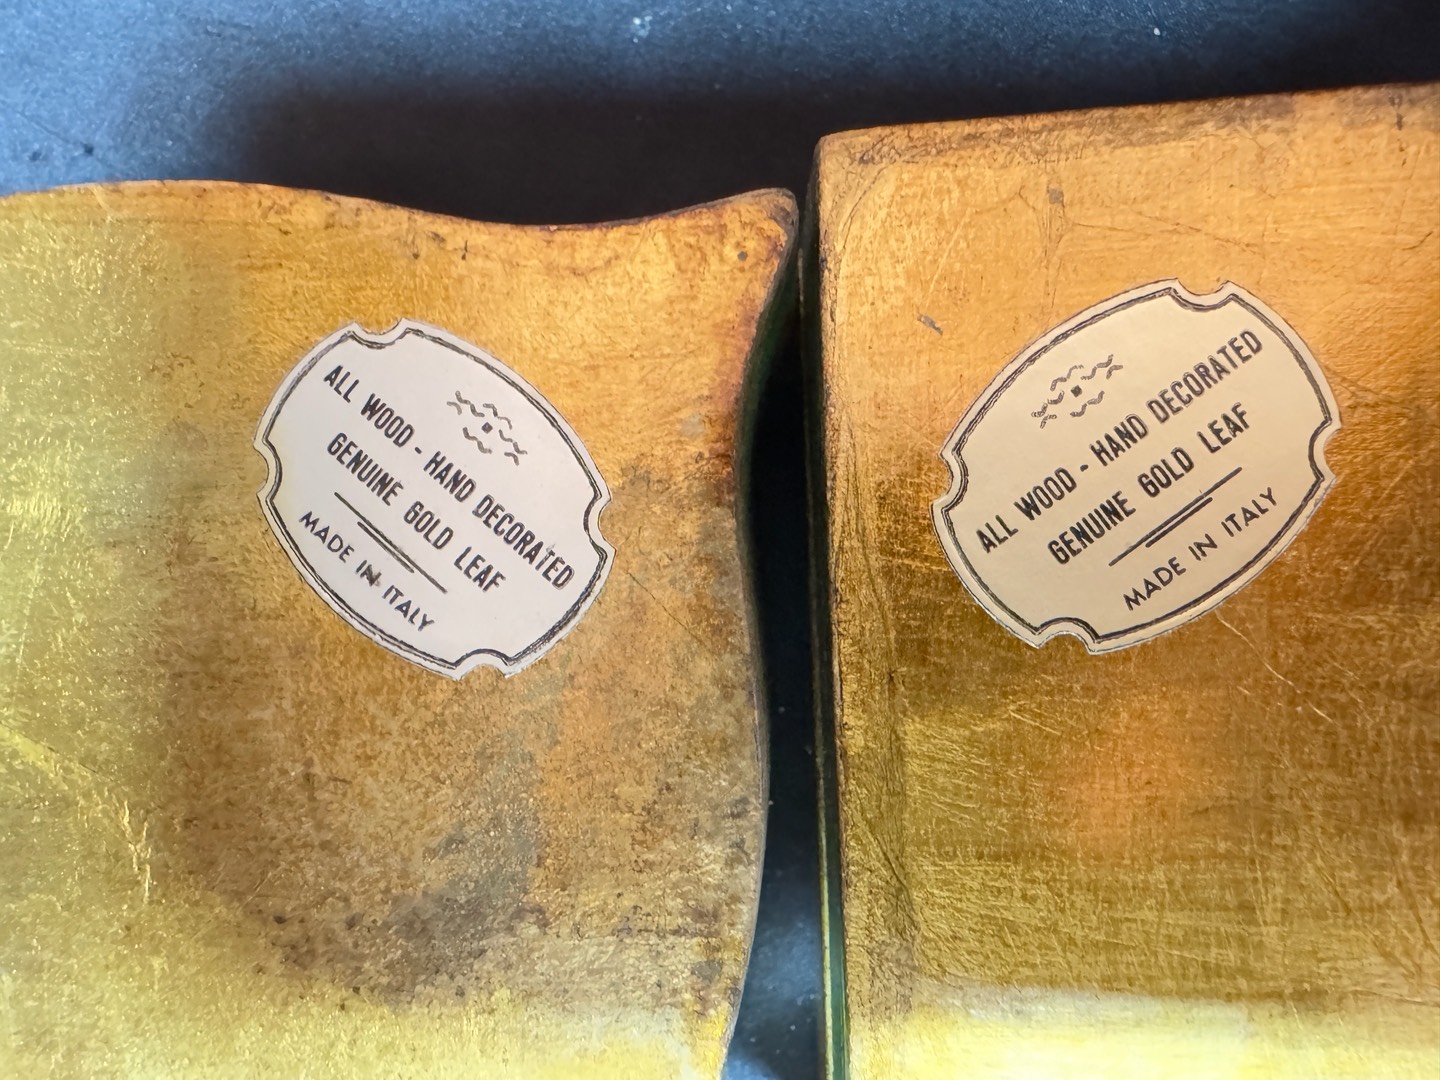 ALL WOOD - HAND DECORATED
GENUINE GOLD LEAF
MADE IN ITALY
ALL WOOD - HAND DECORATED
GENUINE GOLD LEAF
MADE IN ITALY